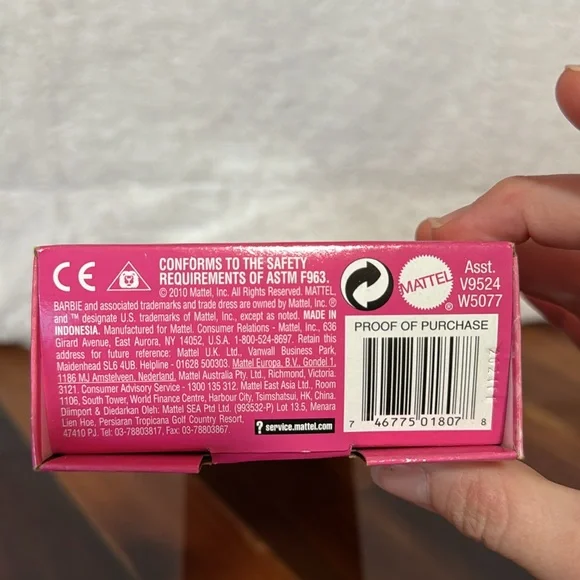 CE
CONFORMS TO THE SAFETY
REQUIREMENTS OF ASTM F963.
© 2010 Mattel, Inc. All Rights Reserved. MATTEL,
BARBIE and associated trademarks and trade dress are owned by Mattel, Inc. ®
and ™ designate U.S. trademarks of Mattel, Inc., except as noted. MADE IN
INDONESIA. Manufactured for Mattel. Consumer Relations - Mattel, Inc., 636
Girard Avenue, East Aurora, NY 14052, U.S.A. 1-800-524-8697. Retain this
address for future reference: Mattel U.K. Ltd., Vanwall Business Park,
Maidenhead SL6 4UB. Helpline - 01628 500303. Mattel Europa, B.V. Gondel 1,
1186 MJ Amstelveen, Nederland. Mattel Australia Pty. Ltd., Richmond, Victoria.
3121. Consumer Advisory Service - 1300 135 312. Mattel East Asia Ltd., Room
1106, South Tower, World Finance Centre, Harbour City, Tsimshatsui, HK, China.
Diimport & Diedarkan Oleh: Mattel SEA Ptd Ltd. (993532-P) Lot 13.5, Menara
Lien Hoe, Persiaran Tropicana Golf Country Resort,
47410 PJ. Tel: 03-78803817, Fax: 03-78803867.
? service.mattel.com
MATTEL
®
Asst.
V9524
W5077
PROOF OF PURCHASE
7 46775 01807 8